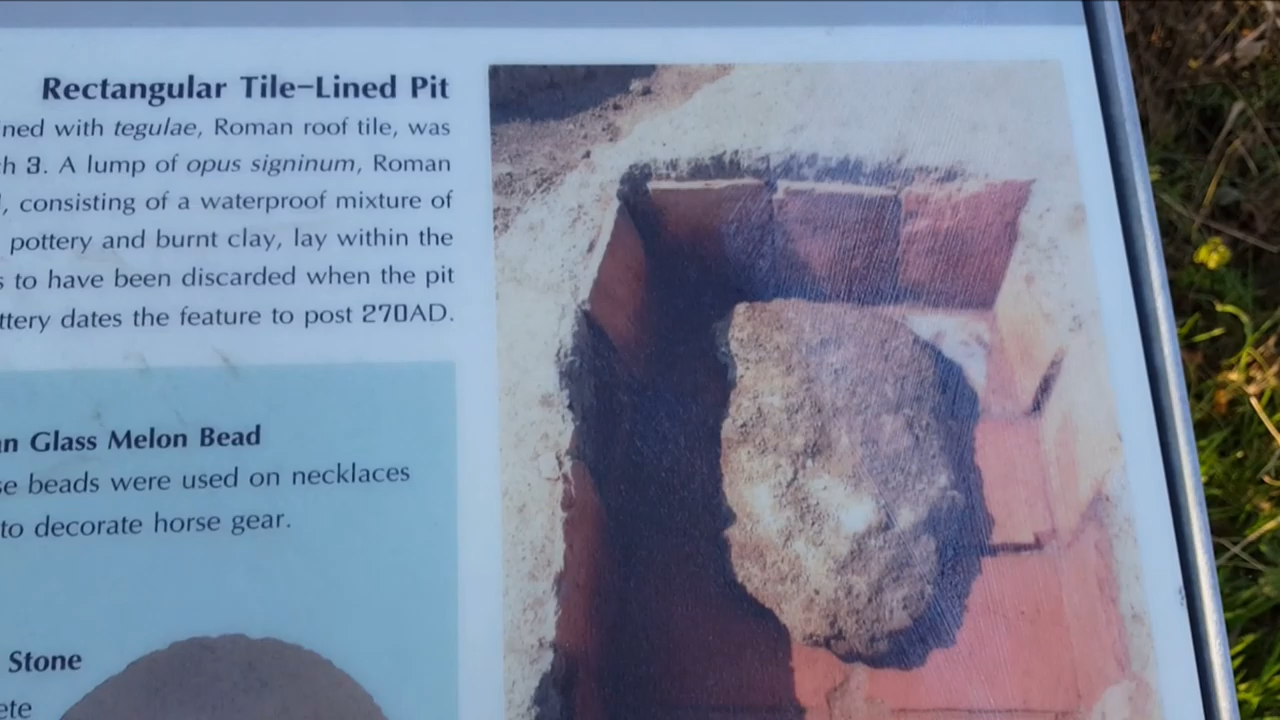 Rectangular Tile-Lined Pit
ned with tegulae, Roman roof tile, was
h 3. A lump of opus signinum, Roman
, consisting of a waterproof mixture of
pottery and burnt clay, lay within the
s to have been discarded when the pit
ttery dates the feature to post 270AD.
n Glass Melon Bead
se beads were used on necklaces
to decorate horse gear.
Stone
ete